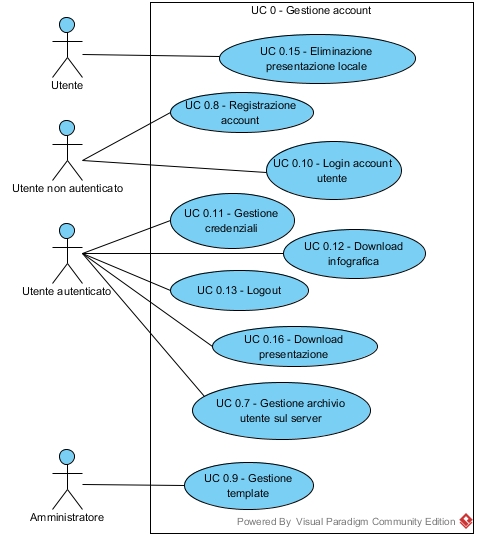 UC 0 - Gestione account
UC 0.15 - Eliminazione
presentazione locale
Utente
UC 0.8 - Registrazione
account
Utente non autenticato
UC 0.10 - Login account
utente
UC 0.11 - Gestione
credenziali
UC 0.12 - Download
infografica
Utente autenticato
UC 0.13 - Logout
UC 0.16 - Download
presentazione
UC 0.7 - Gestione archivio
utente sul server
UC 0.9 - Gestione
template
Amministratore
Powered By Visual Paradigm Community Edition